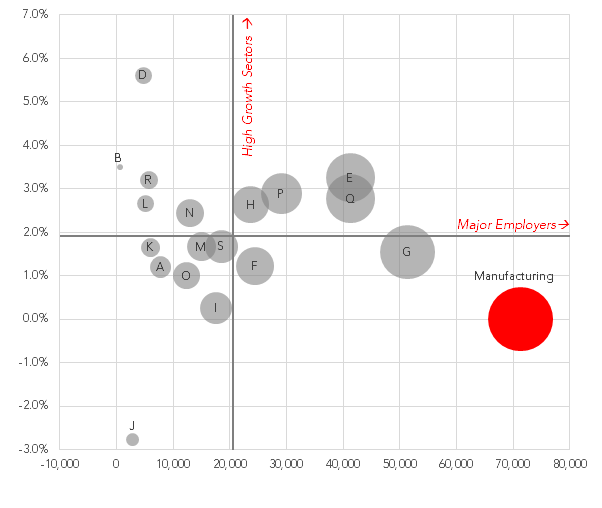 7.0%
6.0%
5.0%
4.0%
3.0%
2.0%
1.0%
0.0%
-1.0%
-2.0%
-3.0%
High Growth Sectors →
D
B
R
L
N
H
P
E
Q
Major Employers→
K
M
S
G
A
O
F
Manufacturing
I
J
-10,000 0 10,000 20,000 30,000 40,000 50,000 60,000 70,000 80,000